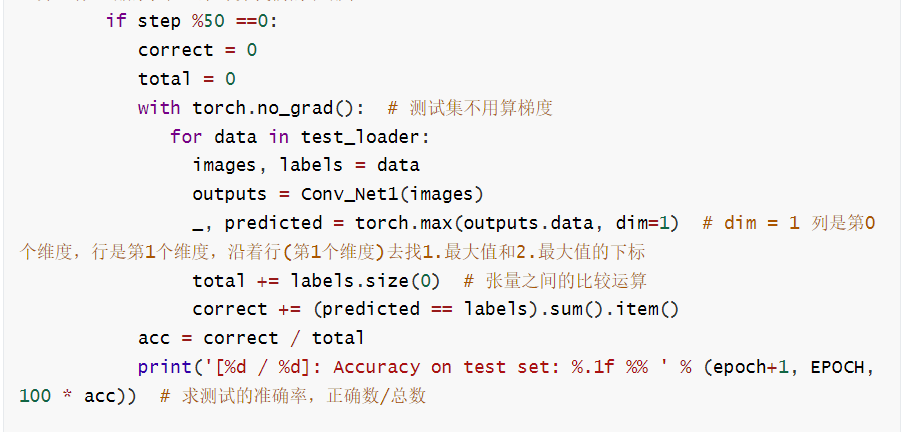 if step %50 ==0:
correct = 0
total = 0
with torch.no_grad():  # 测试集不用算梯度
for data in test_loader:
images, labels = data
outputs = Conv_Net1(images)
_, predicted = torch.max(outputs.data, dim=1)  # dim = 1 列是第0
个维度，行是第1个维度，沿着行(第1个维度)去找1.最大值和2.最大值的下标
total += labels.size(0)  # 张量之间的比较运算
correct += (predicted == labels).sum().item()
acc = correct / total
print('[%d / %d]: Accuracy on test set: %.1f %% ' % (epoch+1, EPOCH,
100 * acc))  # 求测试的准确率，正确数/总数